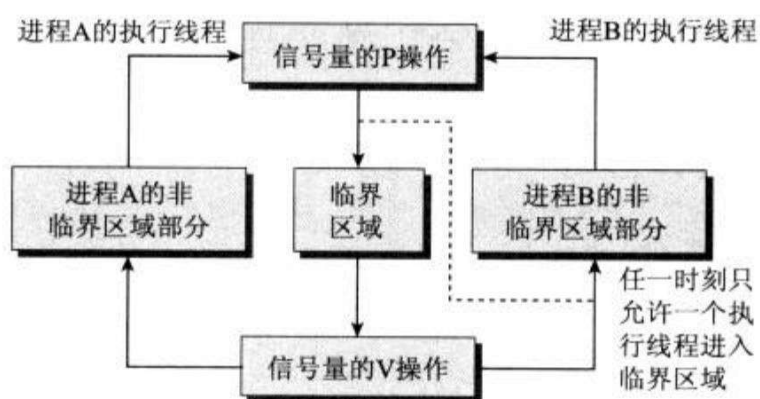 进程A的执行线程
信号量的P操作
进程B的执行线程
进程A的非
临界区域部分
临界
区域
进程B的非
临界区域部分
任一时刻只
允许一个执
行线程进入
临界区域
信号量的V操作